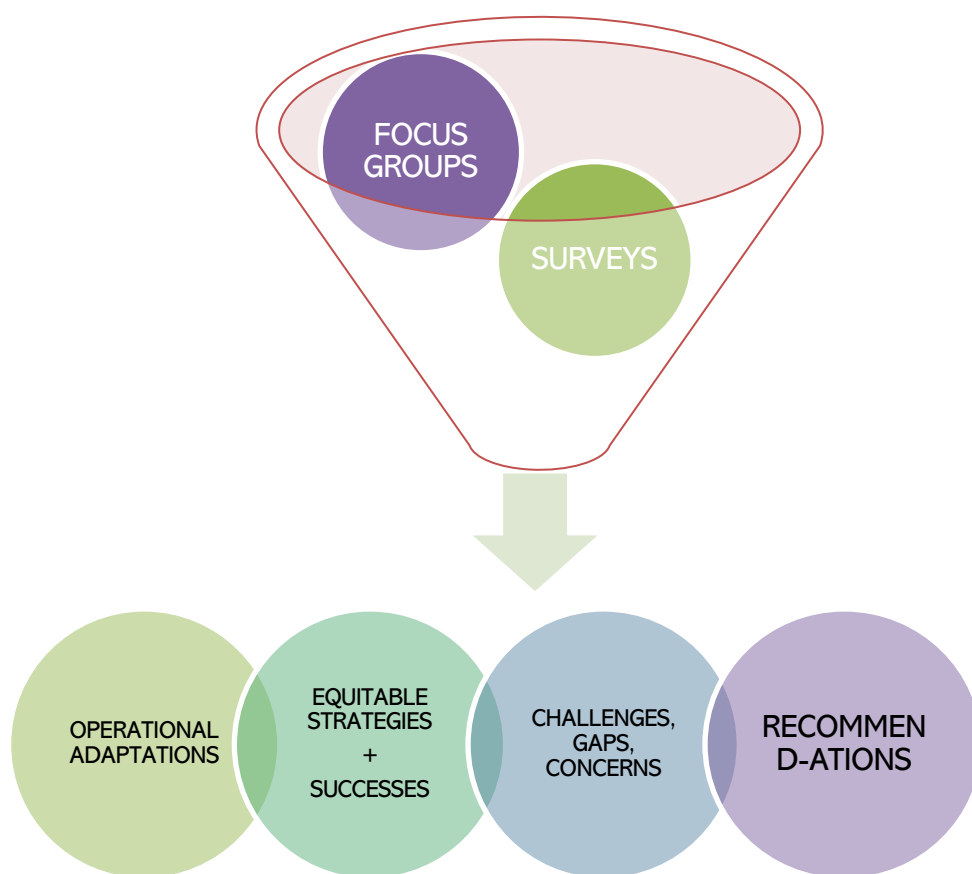 FOCUS
GROUPS
SURVEYS
OPERATIONAL
ADAPTATIONS
EQUITABLE
STRATEGIES
+
SUCCESSES
CHALLENGES,
GAPS,
CONCERNS
RECOMMEN
D-ATIONS